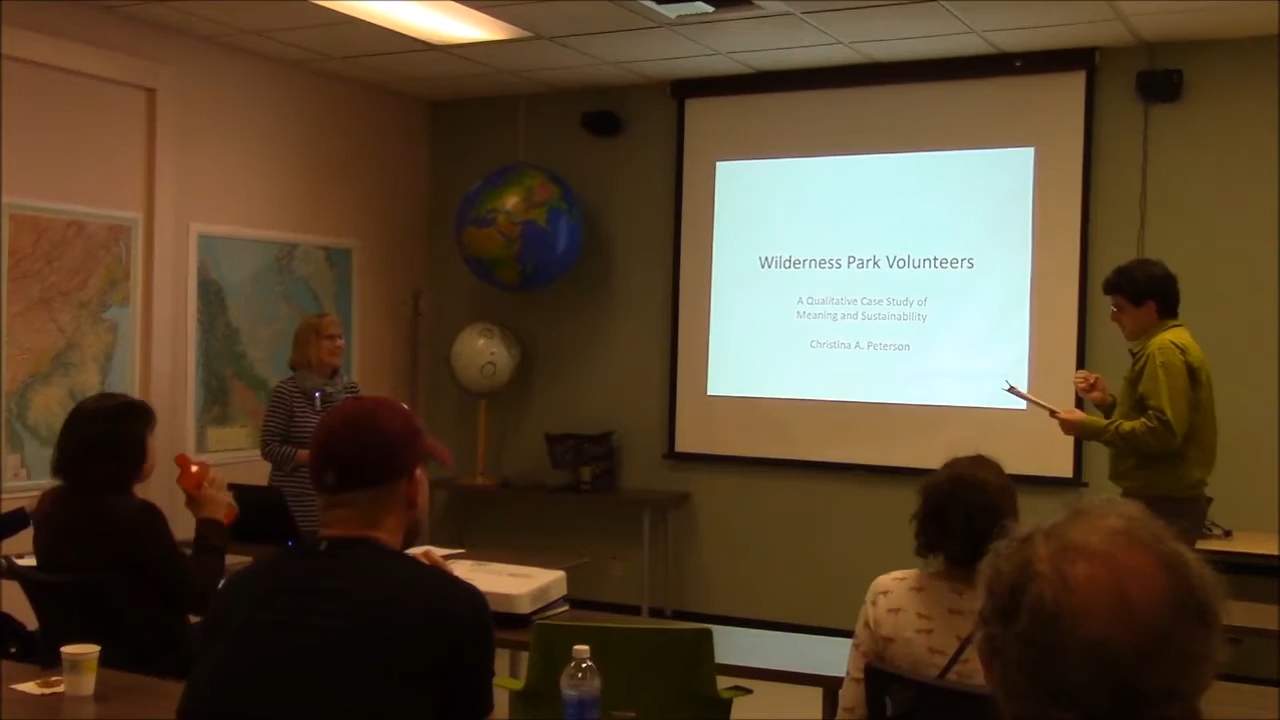 Wilderness Park Volunteers
A Qualitative Case Study of
Meaning and Sustainability
Christina A. Peterson